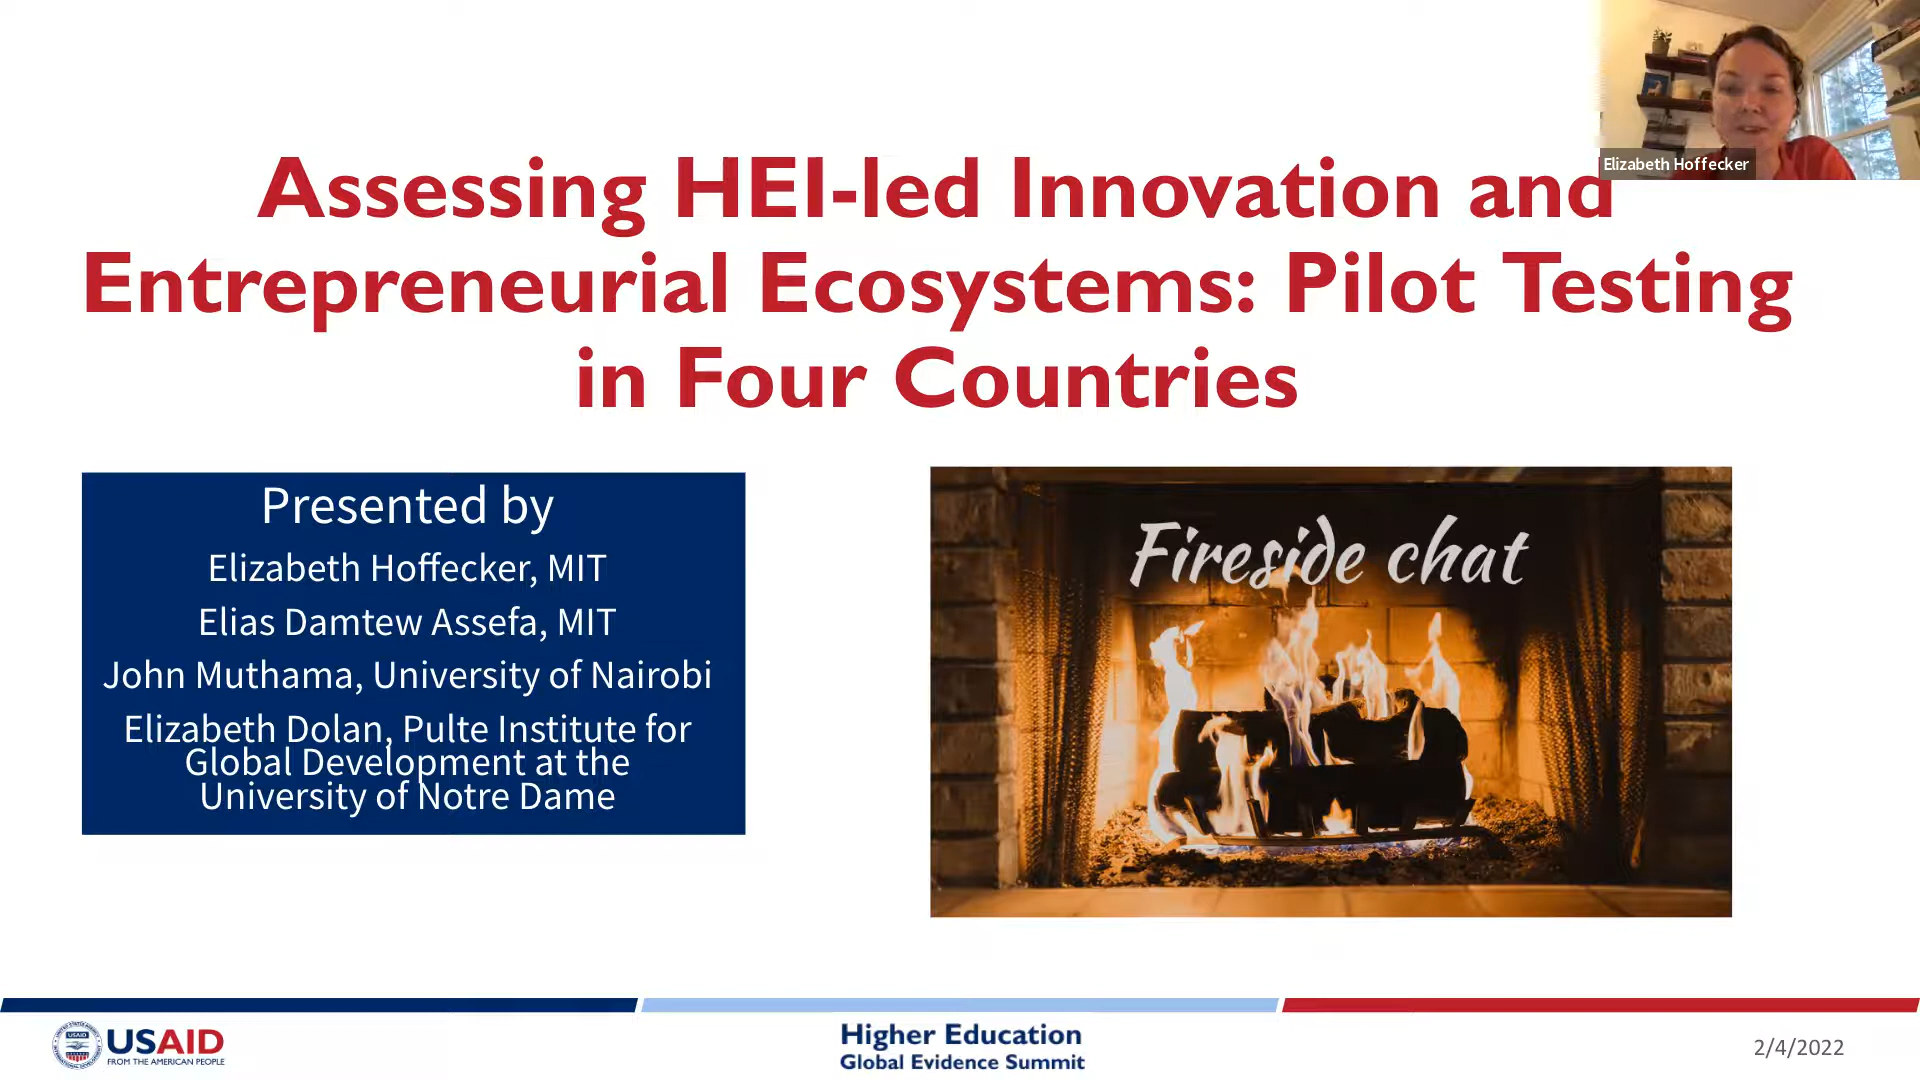 Elizabeth Hoffecker
Assessing HEI-led Innovation and
Entrepreneurial Ecosystems: Pilot Testing
in Four Countries
Presented by
Elizabeth Hoffecker, MIT
Elias Damtew Assefa, MIT
John Muthama, University of Nairobi
Elizabeth Dolan, Pulte Institute for
Global Development at the
University of Notre Dame
Fireside chat
USAID
FROM THE AMERICAN PEOPLE
Higher Education
Global Evidence Summit
2/4/2022